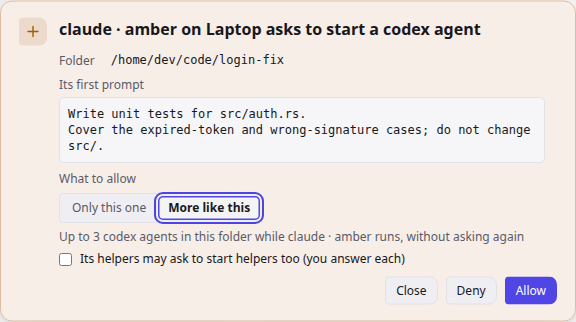 claude · amber on Laptop asks to start a codex agent
Folder /home/dev/code/login-fix
Its first prompt
Write unit tests for src/auth.rs.
Cover the expired-token and wrong-signature cases; do not change
src/.
What to allow
Only this one More like this
Up to 3 codex agents in this folder while claude · amber runs, without asking again
Its helpers may ask to start helpers too (you answer each)
Close Deny Allow